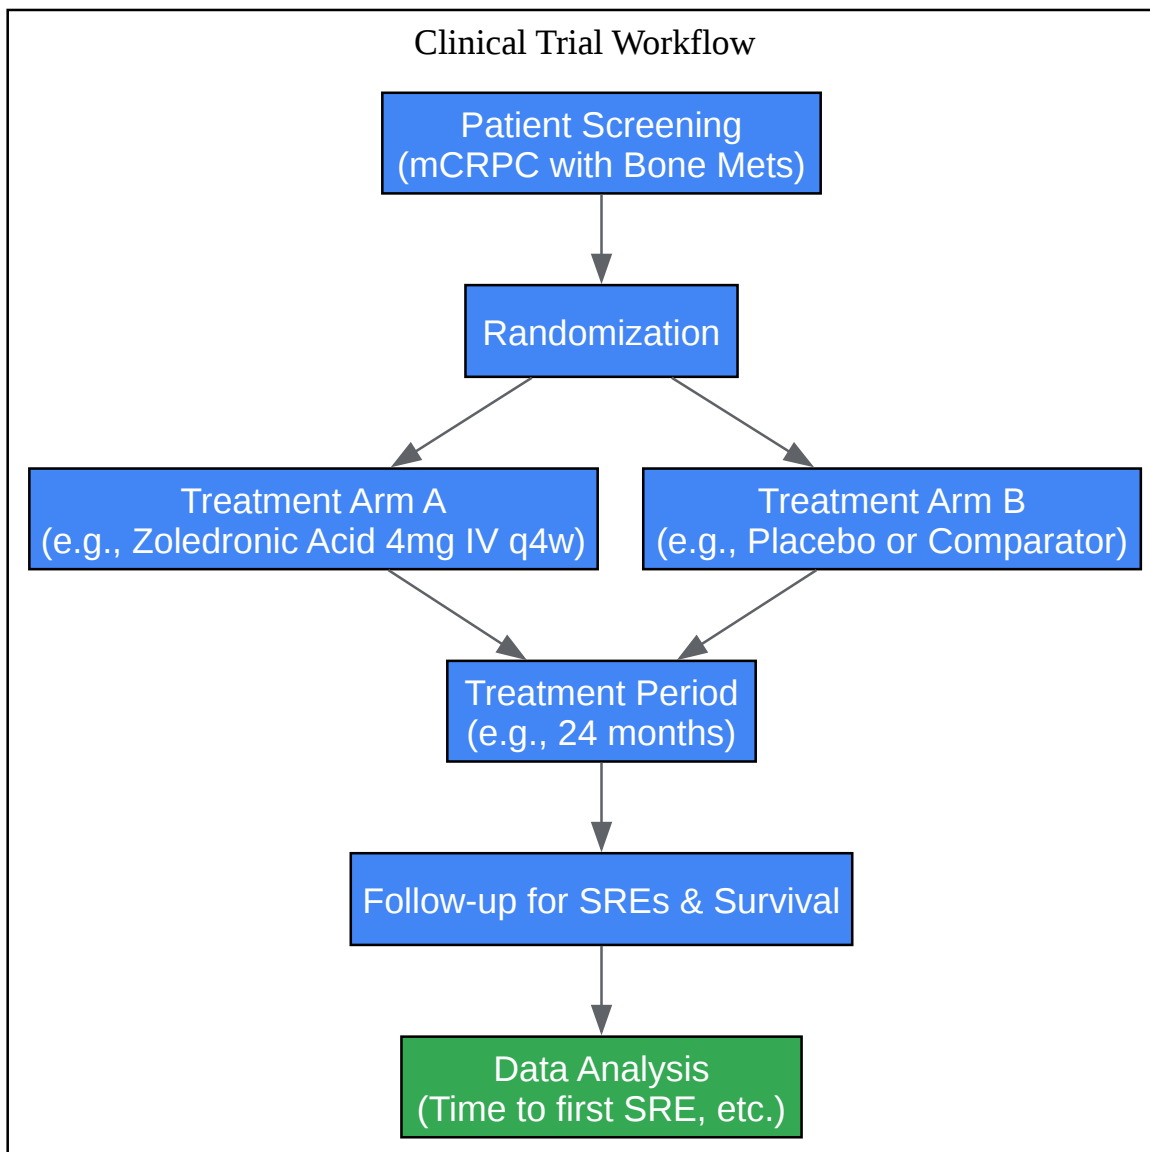 Clinical Trial Workflow
Patient Screening
(mCRPC with Bone Mets)
Randomization
Treatment Arm A
(e.g., Zoledronic Acid 4mg IV q4w)
Treatment Arm B
(e.g., Placebo or Comparator)
Treatment Period
(e.g., 24 months)
Follow-up for SREs & Survival
Data Analysis
(Time to first SRE, etc.)